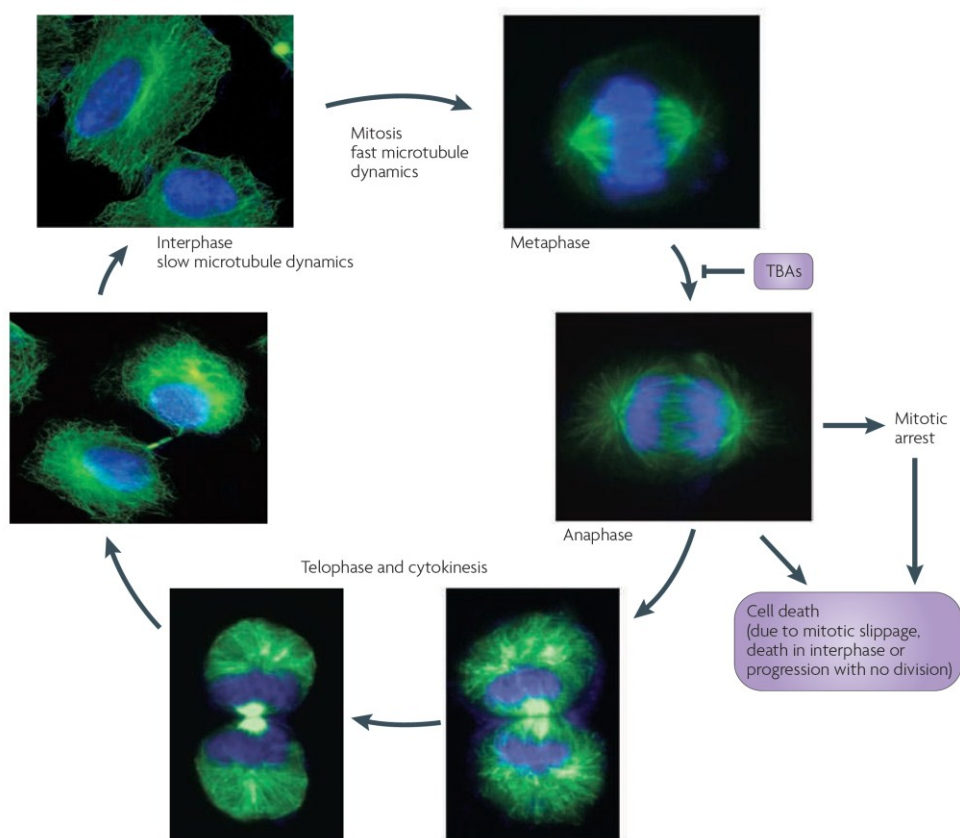 Mitosis
fast microtubule
dynamics
Interphase
slow microtubule dynamics
Metaphase
TBAs
Mitotic
arrest
Anaphase
Telophase and cytokinesis
Cell death
(due to mitotic slippage,
death in interphase or
progression with no division)